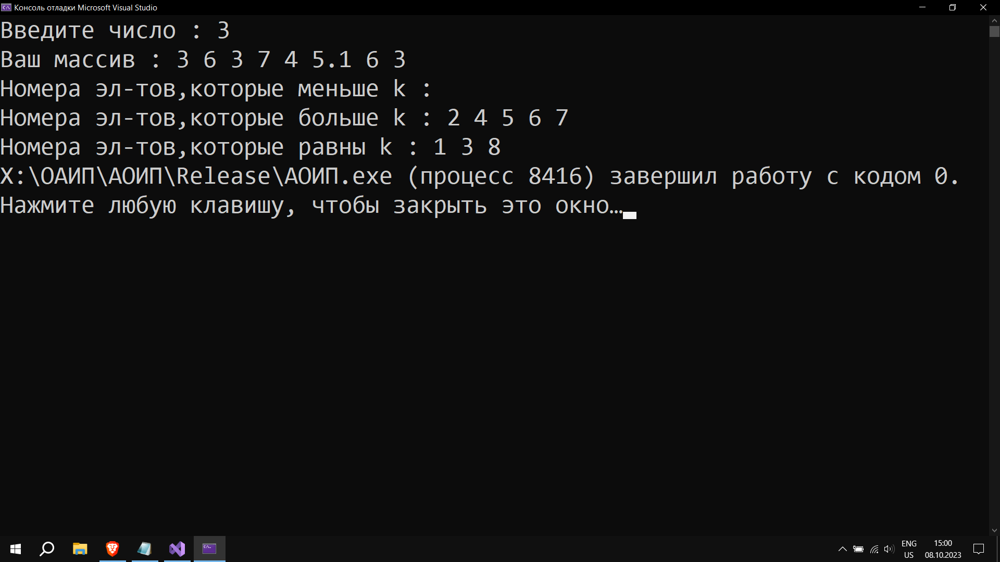 Консоль отладки Microsoft Visual Studio
Введите число : 3
Ваш массив : 3 6 3 7 4 5.1 6 3
Номера эл-тов,которые меньше k :
Номера эл-тов,которые больше k : 2 4 5 6 7
Номера эл-тов,которые равны k : 1 3 8
X:\ОАИП\АОИП\Release\АОИП.exe (процесс 8416) завершил работу с кодом 0.
Нажмите любую клавишу, чтобы закрыть это окно…
ENG
US
15:00
08.10.2023